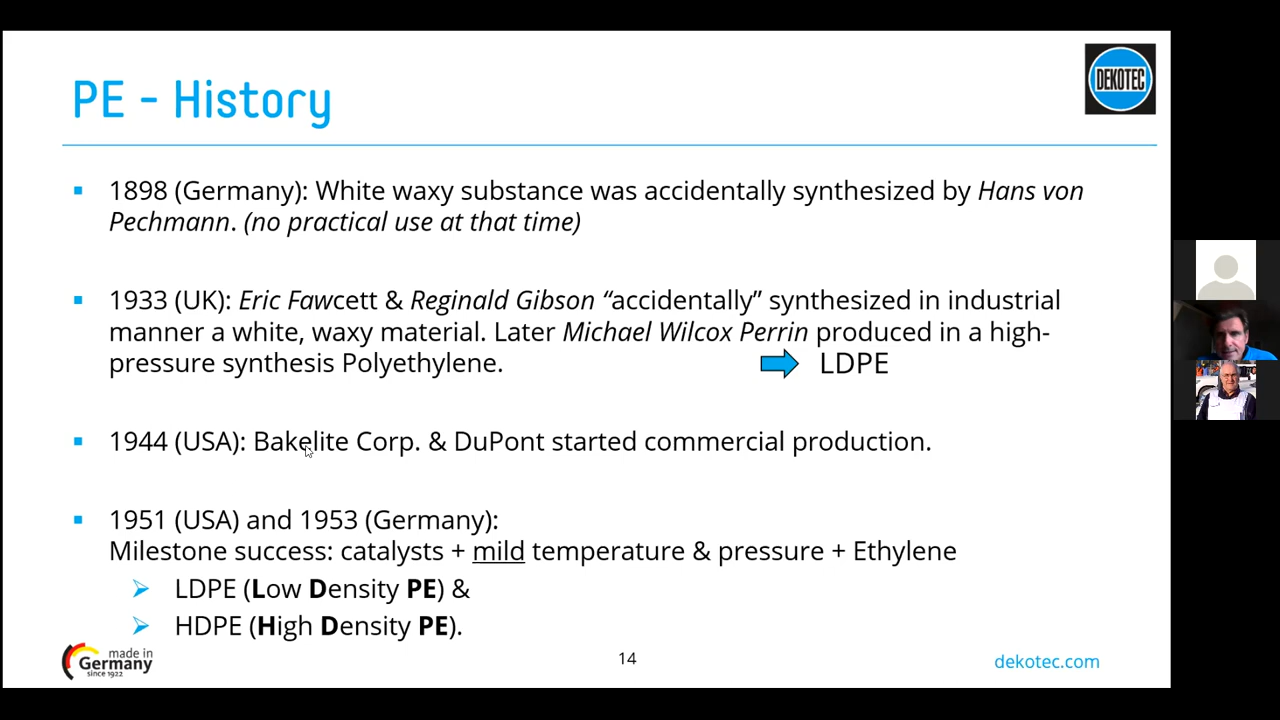 PE - History
DEKOTEC
1898 (Germany): White waxy substance was accidentally synthesized by Hans von
Pechmann. (no practical use at that time)
1933 (UK): Eric Fawcett & Reginald Gibson “accidentally” synthesized in industrial
manner a white, waxy material. Later Michael Wilcox Perrin produced in a high-
pressure synthesis Polyethylene.
LDPE
1944 (USA): Bakelite Corp. & DuPont started commercial production.
1951 (USA) and 1953 (Germany):
Milestone success: catalysts + mild temperature & pressure + Ethylene
LDPE (Low Density PE) &
HDPE (High Density PE).
made in
Germany
since 1922
14
dekotec.com